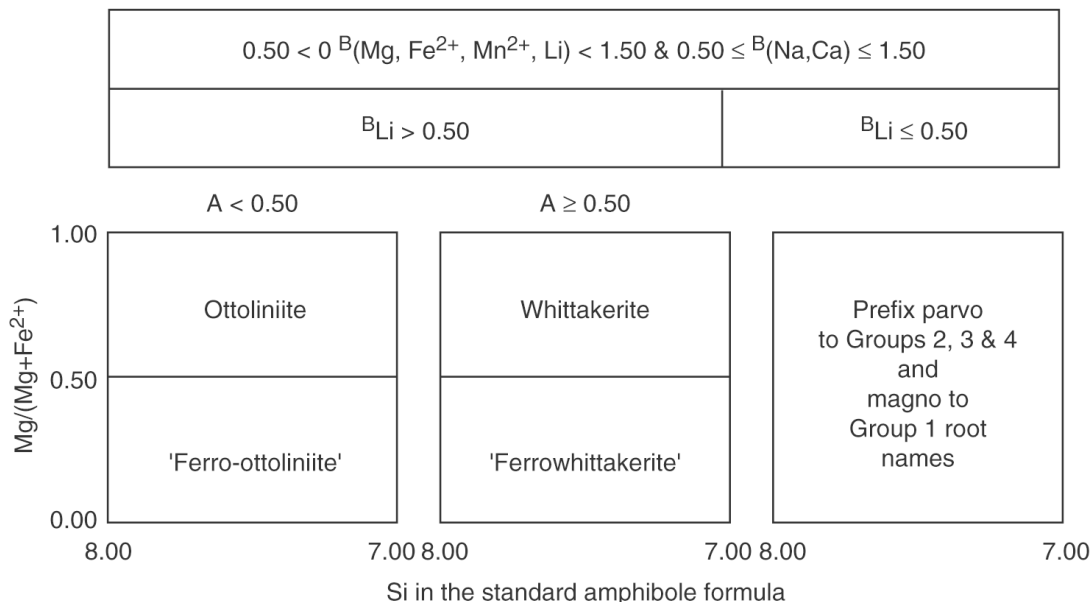 0.50 < 0 ᴮ(Mg, Fe²⁺, Mn²⁺, Li) < 1.50 & 0.50 ≤ ᴮ(Na,Ca) ≤ 1.50
ᴮLi > 0.50
ᴮLi ≤ 0.50
A < 0.50
A ≥ 0.50
1.00
0.50
0.00
Mg/(Mg+Fe²⁺)
Ottoliniite
'Ferro-ottoliniite'
Whittakerite
'Ferrowhittakerite'
Prefix parvo
to Groups 2, 3 & 4
and
magno to
Group 1 root
names
8.00 7.00 8.00 7.00 8.00 7.00
Si in the standard amphibole formula